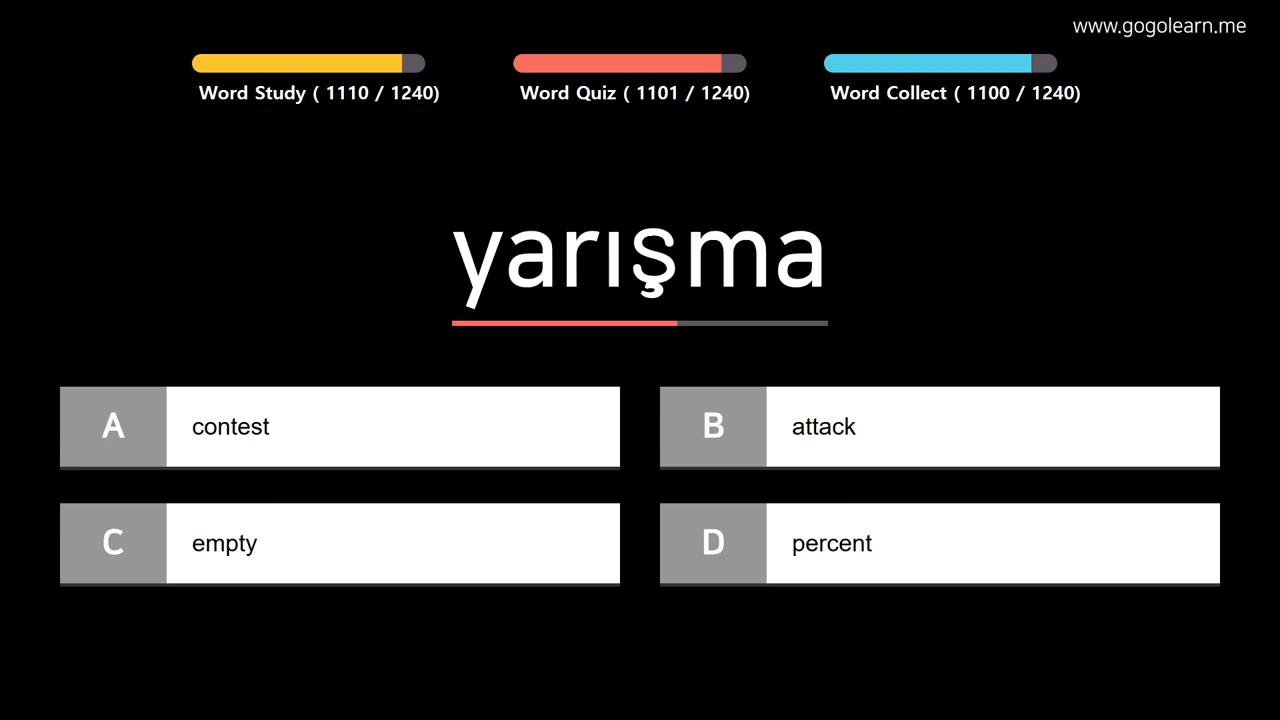 www.gogolearn.me
Word Study ( 1110 / 1240)
Word Quiz ( 1101 / 1240)
Word Collect ( 1100 / 1240)
yarışma
A
contest
B
attack
C
empty
D
percent